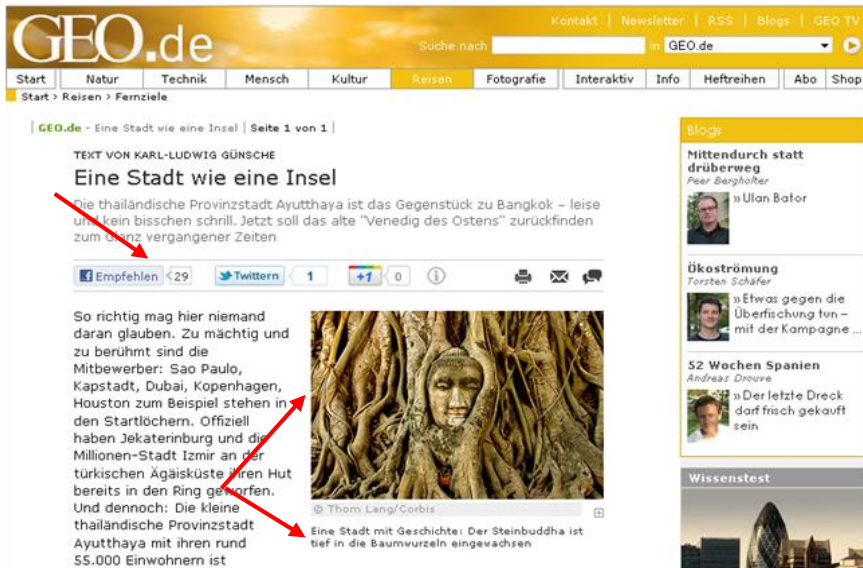 GEO.de
Kontakt | Newsletter | RSS | Blogs | GEO TV
Suche nach in GEO.de
Start Natur Technik Mensch Kultur Reisen Fotografie Interaktiv Info Heftreihen Abo Shop
Start > Reisen > Fernziele
GEO.de - Eine Stadt wie eine Insel | Seite 1 von 1 |
TEXT VON KARL-LUDWIG GÜNSCHE
Eine Stadt wie eine Insel
Die thailändische Provinzstadt Ayutthaya ist das Gegenstück zu Bangkok – leise
und kein bisschen schrill. Jetzt soll das alte "Venedig des Ostens" zurückfinden
zum Glanz vergangener Zeiten
Empfehlen 29 Twittern 1 +1 0
So richtig mag hier niemand
daran glauben. Zu mächtig und
zu berühmt sind die
Mitbewerber: Sao Paulo,
Kapstadt, Dubai, Kopenhagen,
Houston zum Beispiel stehen in
den Startlöchern. Offiziell
haben Jekaterinburg und die
Millionen-Stadt Izmir an der
türkischen Ägäisküste ihren Hut
bereits in den Ring geworfen.
Und dennoch: Die kleine
thailändische Provinzstadt
Ayutthaya mit ihren rund
55.000 Einwohnern ist
© Thom Lang/Corbis
Eine Stadt mit Geschichte: Der Steinbuddha ist
tief in die Baumwurzeln eingewachsen
Blogs
Mittendurch statt
drüberweg
Peer Bergholter
» Ulan Bator
Ökoströmung
Torsten Schäfer
» Etwas gegen die
Überfischung tun –
mit der Kampagne ...
52 Wochen Spanien
Andreas Drouve
» Der letzte Dreck
darf frisch gekauft
sein
Wissenstest